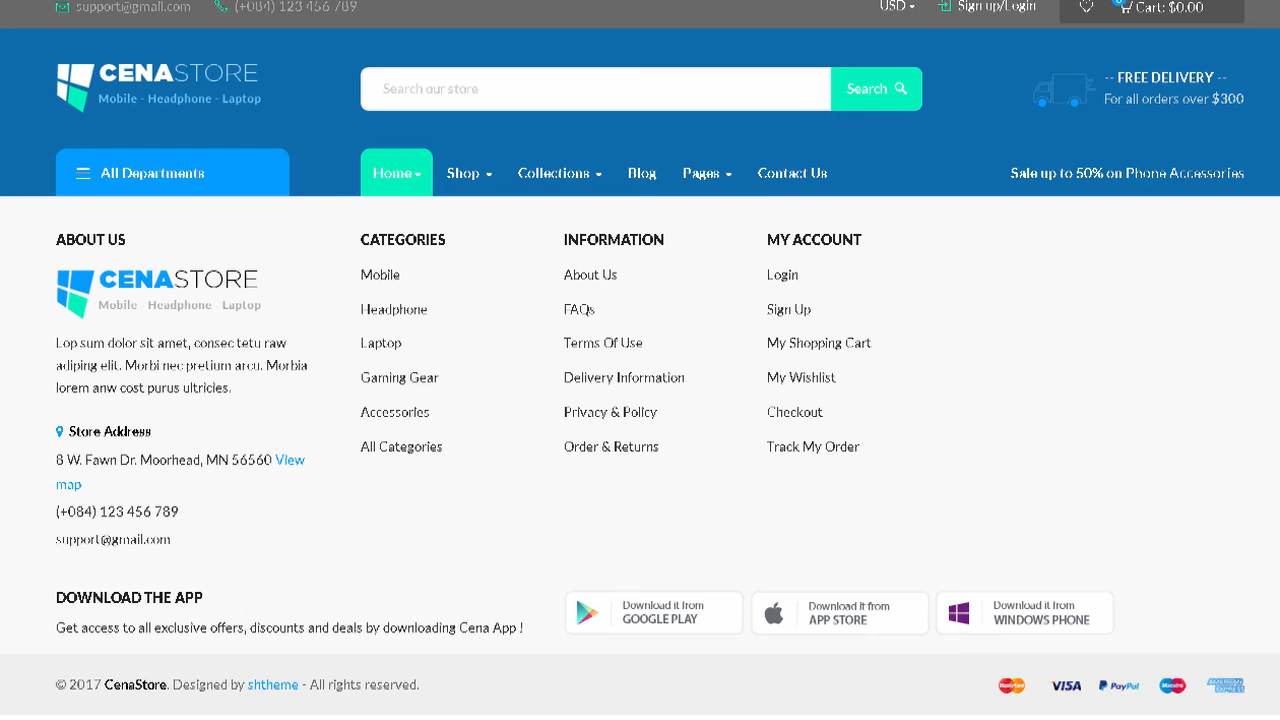 support@gmail.com (+084) 123 456 789 USD Sign up/Login Cart: $0.00
CENASTORE
Mobile - Headphone - Laptop
Search our store
Search
-- FREE DELIVERY --
For all orders over $300
All Departments
Home Shop Collections Blog Pages Contact Us
Sale up to 50% on Phone Accessories
ABOUT US
CENASTORE
Mobile - Headphone - Laptop
Lop sum dolor sit amet, consec tetu raw
adiping elit. Morbi nec pretium arcu. Morbia
lorem anw cost purus ultricies.
Store Address
8 W. Fawn Dr. Moorhead, MN 56560 View
map
(+084) 123 456 789
support@gmail.com
CATEGORIES
Mobile
Headphone
Laptop
Gaming Gear
Accessories
All Categories
INFORMATION
About Us
FAQs
Terms Of Use
Delivery Information
Privacy & Policy
Order & Returns
MY ACCOUNT
Login
Sign Up
My Shopping Cart
My Wishlist
Checkout
Track My Order
DOWNLOAD THE APP
Get access to all exclusive offers, discounts and deals by downloading Cena App !
Download it from
GOOGLE PLAY
Download it from
APP STORE
Download it from
WINDOWS PHONE
© 2017 CenaStore. Designed by shtheme - All rights reserved.
MasterCard VISA PayPal Maestro AMERICAN EXPRESS